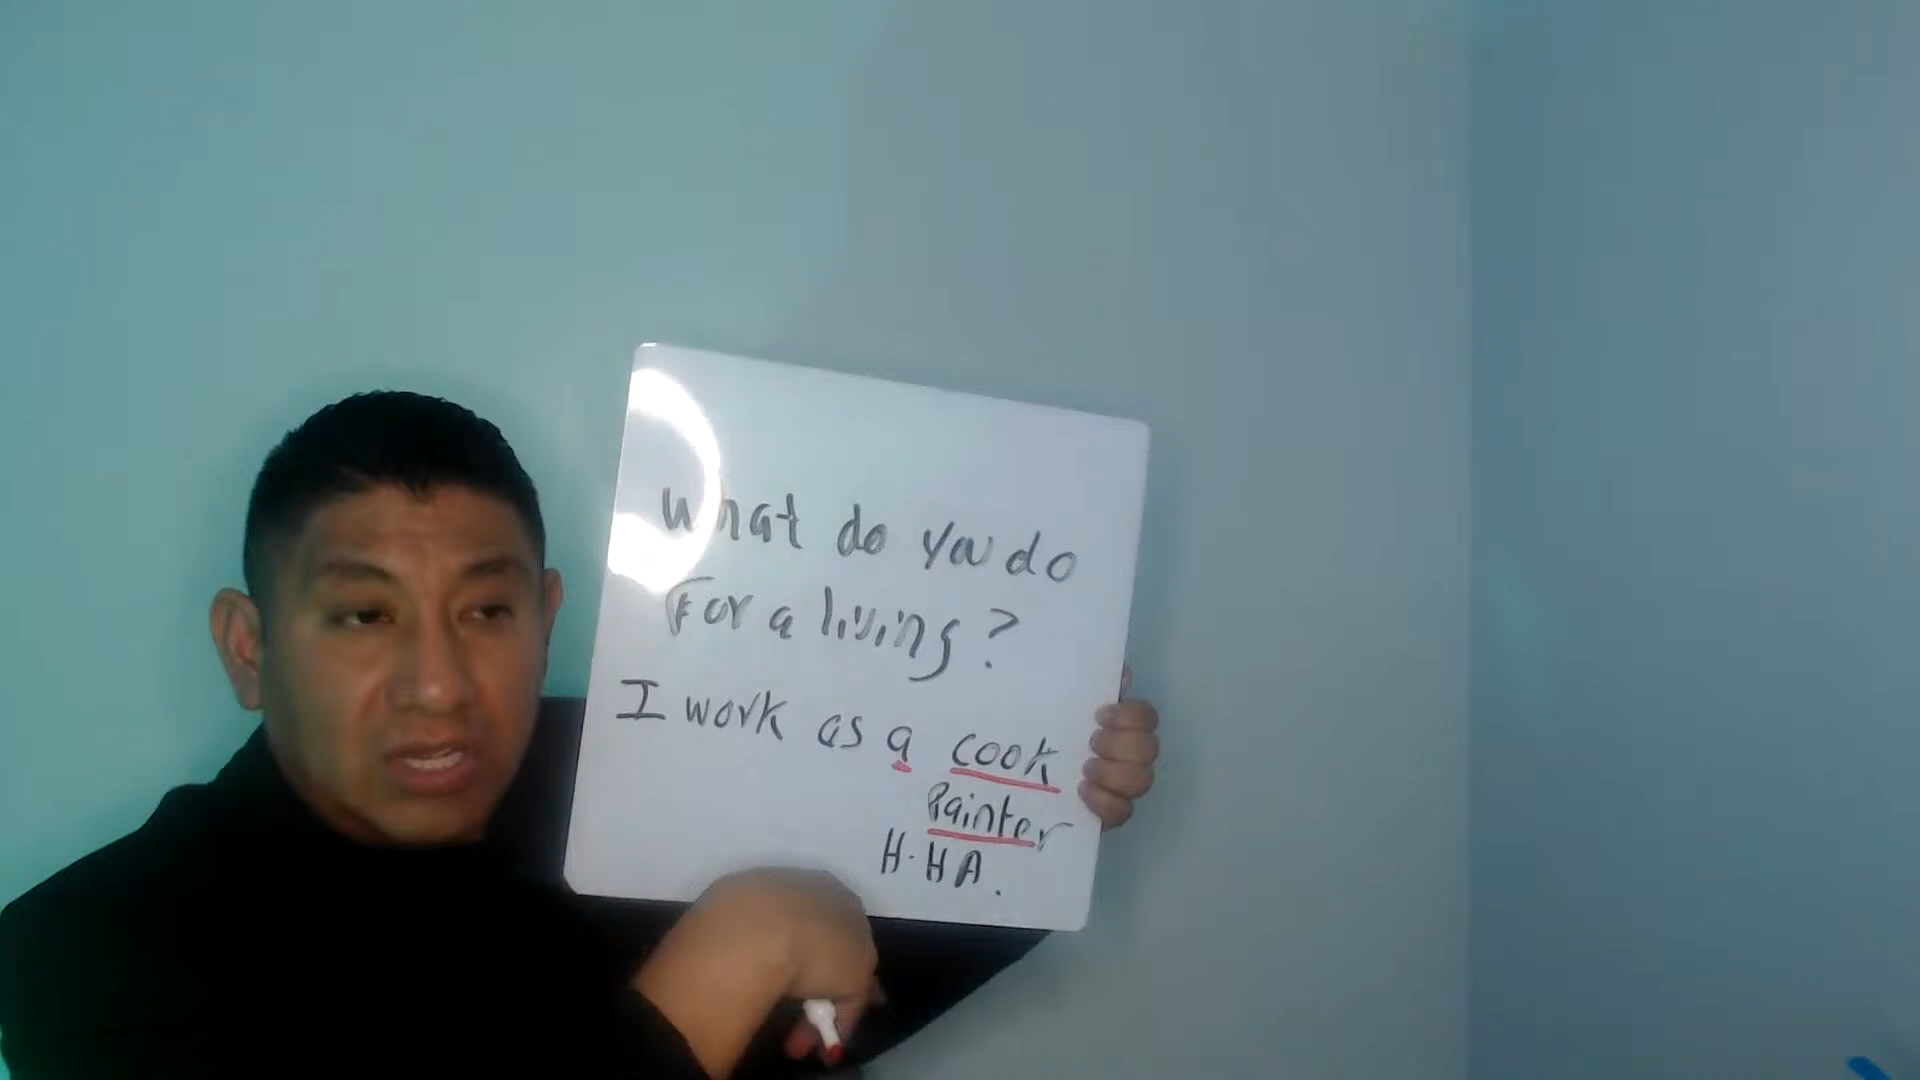 What do you do
For a living?
I work as a cook
Painter
H.HA.